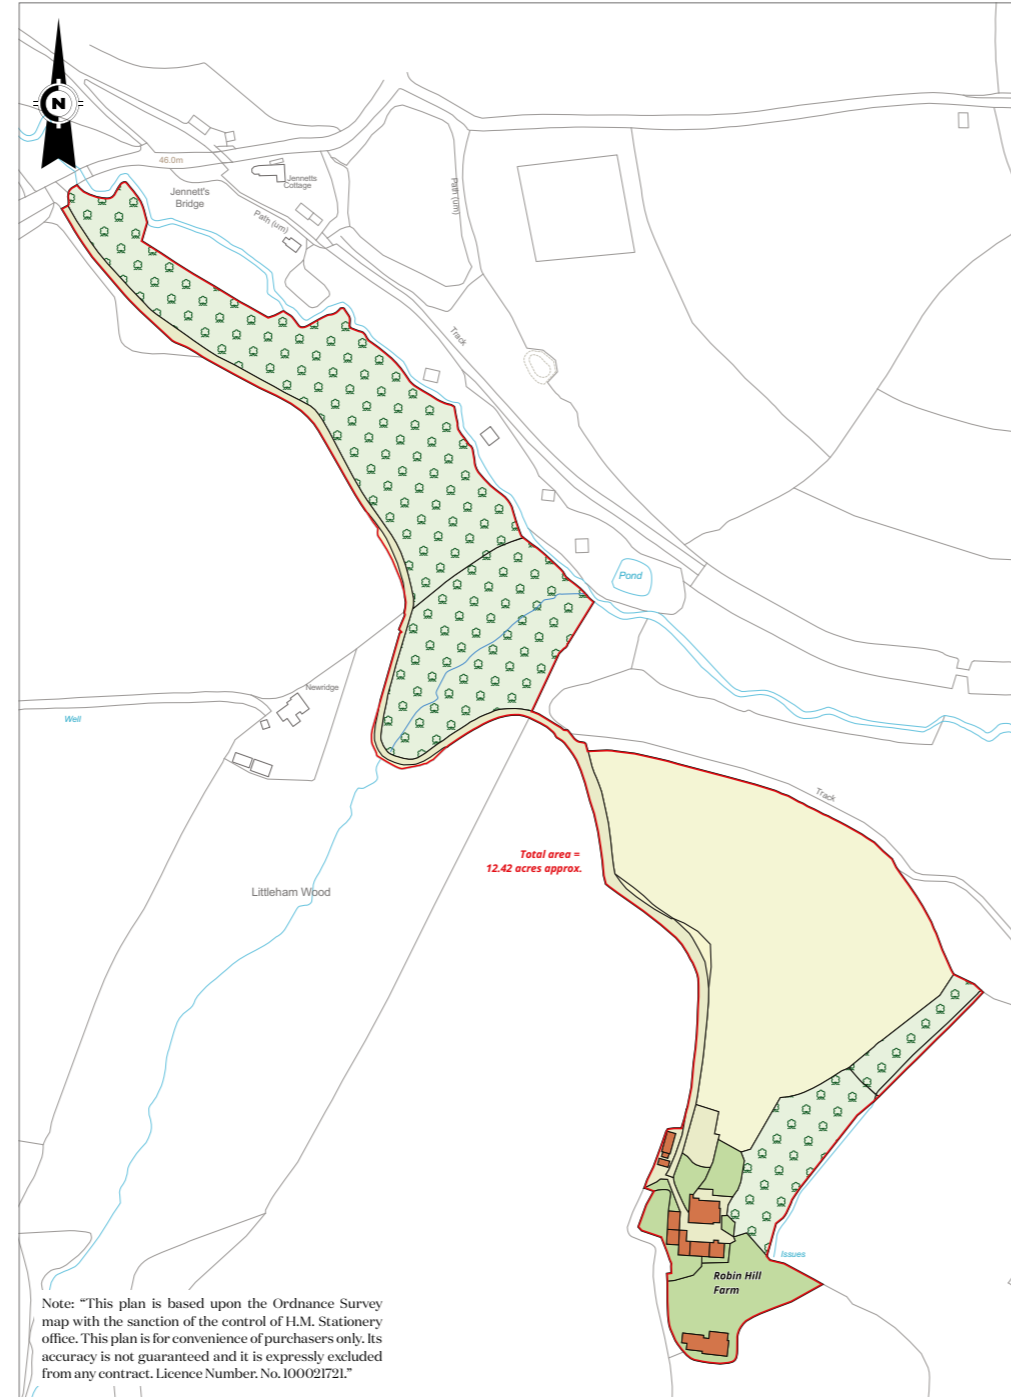 N
46.0m
Jennett's
Bridge
Jennetts
Cottage
Path (um)
Path (um)
Track
Pond
Newridge
Well
Track
Total area =
12.42 acres approx.
Littleham Wood
Issues
Robin Hill
Farm
Note: “This plan is based upon the Ordnance Survey
map with the sanction of the control of H.M. Stationery
office. This plan is for convenience of purchasers only. Its
accuracy is not guaranteed and it is expressly excluded
from any contract. Licence Number. No. 100021721.”